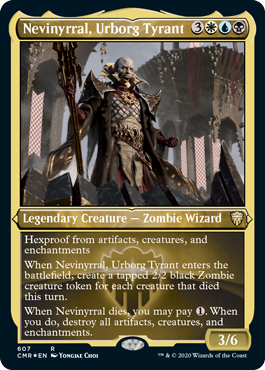 Nevinyrral, Urborg Tyrant 3
Legendary Creature — Zombie Wizard
Hexproof from artifacts, creatures, and
enchantments
When Nevinyrral, Urborg Tyrant enters the
battlefield, create a tapped 2/2 black Zombie
creature token for each creature that died
this turn.
When Nevinyrral dies, you may pay 1. When
you do, destroy all artifacts, creatures, and
enchantments.
3/6
607 R
CMR EN YONGJAE CHOI
™ & © 2020 Wizards of the Coast